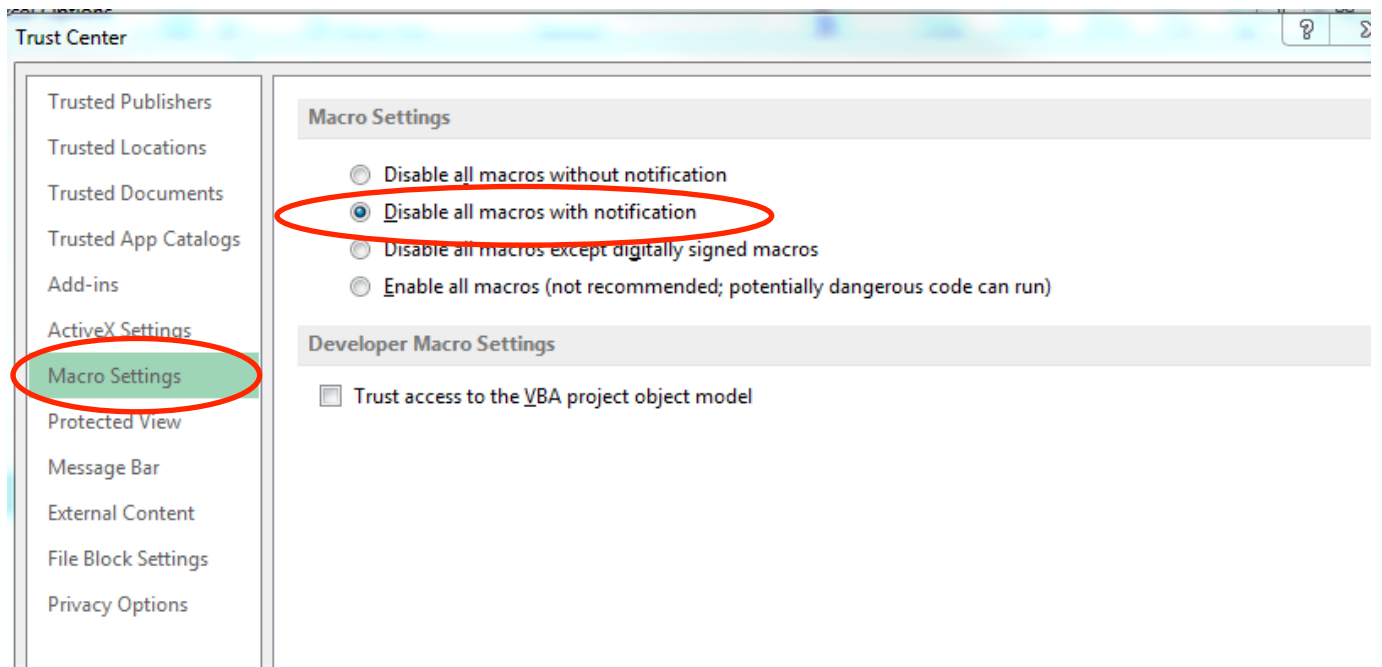 Trust Center
Trusted Publishers
Trusted Locations
Trusted Documents
Trusted App Catalogs
Add-ins
ActiveX Settings
Macro Settings
Protected View
Message Bar
External Content
File Block Settings
Privacy Options
Macro Settings
Disable all macros without notification
Disable all macros with notification
Disable all macros except digitally signed macros
Enable all macros (not recommended; potentially dangerous code can run)
Developer Macro Settings
Trust access to the VBA project object model